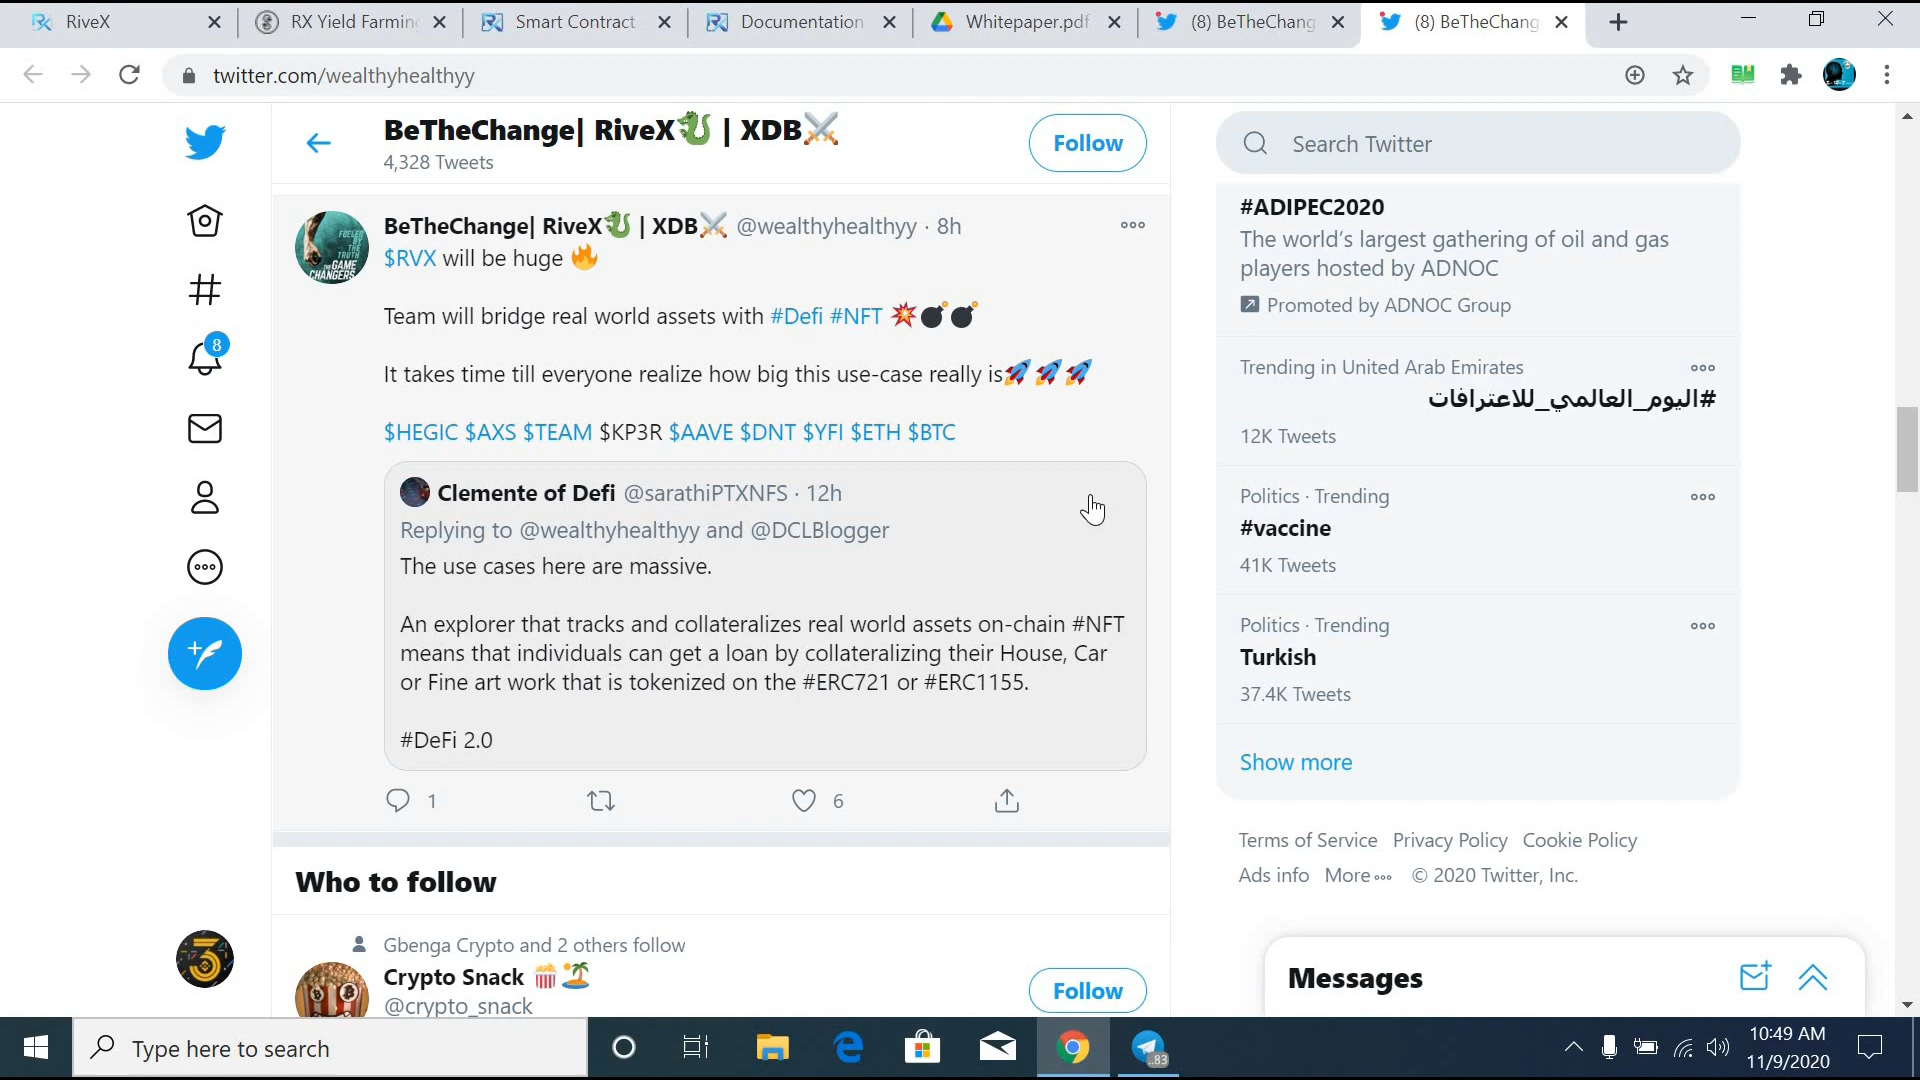 RiveX
RX Yield Farming
Smart Contract
Documentation
Whitepaper.pdf
(8) BeTheChang
(8) BeTheChang
twitter.com/wealthyhealthyy
BeTheChange| RiveX🐉 | XDB⚔️
4,328 Tweets
Follow
Search Twitter
8
BeTheChange| RiveX🐉 | XDB⚔️ @wealthyhealthyy · 8h
$RVX will be huge 🔥
Team will bridge real world assets with #Defi #NFT 💥💣💣
It takes time till everyone realize how big this use-case really is🚀🚀🚀
$HEGIC $AXS $TEAM $KP3R $AAVE $DNT $YFI $ETH $BTC
Clemente of Defi @sarathiPTXNFS · 12h
Replying to @wealthyhealthyy and @DCLBlogger
The use cases here are massive.
An explorer that tracks and collateralizes real world assets on-chain #NFT
means that individuals can get a loan by collateralizing their House, Car
or Fine art work that is tokenized on the #ERC721 or #ERC1155.
#DeFi 2.0
1
6
Who to follow
Gbenga Crypto and 2 others follow
Crypto Snack 🍿🏝️
@crypto_snack
Follow
#ADIPEC2020
The world's largest gathering of oil and gas
players hosted by ADNOC
Promoted by ADNOC Group
Trending in United Arab Emirates
#اليوم_العالمي_للاعترافات
12K Tweets
Politics · Trending
#vaccine
41K Tweets
Politics · Trending
Turkish
37.4K Tweets
Show more
Terms of Service Privacy Policy Cookie Policy
Ads info More © 2020 Twitter, Inc.
Messages
FUELED
BY THE
TRUTH
THE GAME
CHANGERS
Type here to search
83
10:49 AM
11/9/2020